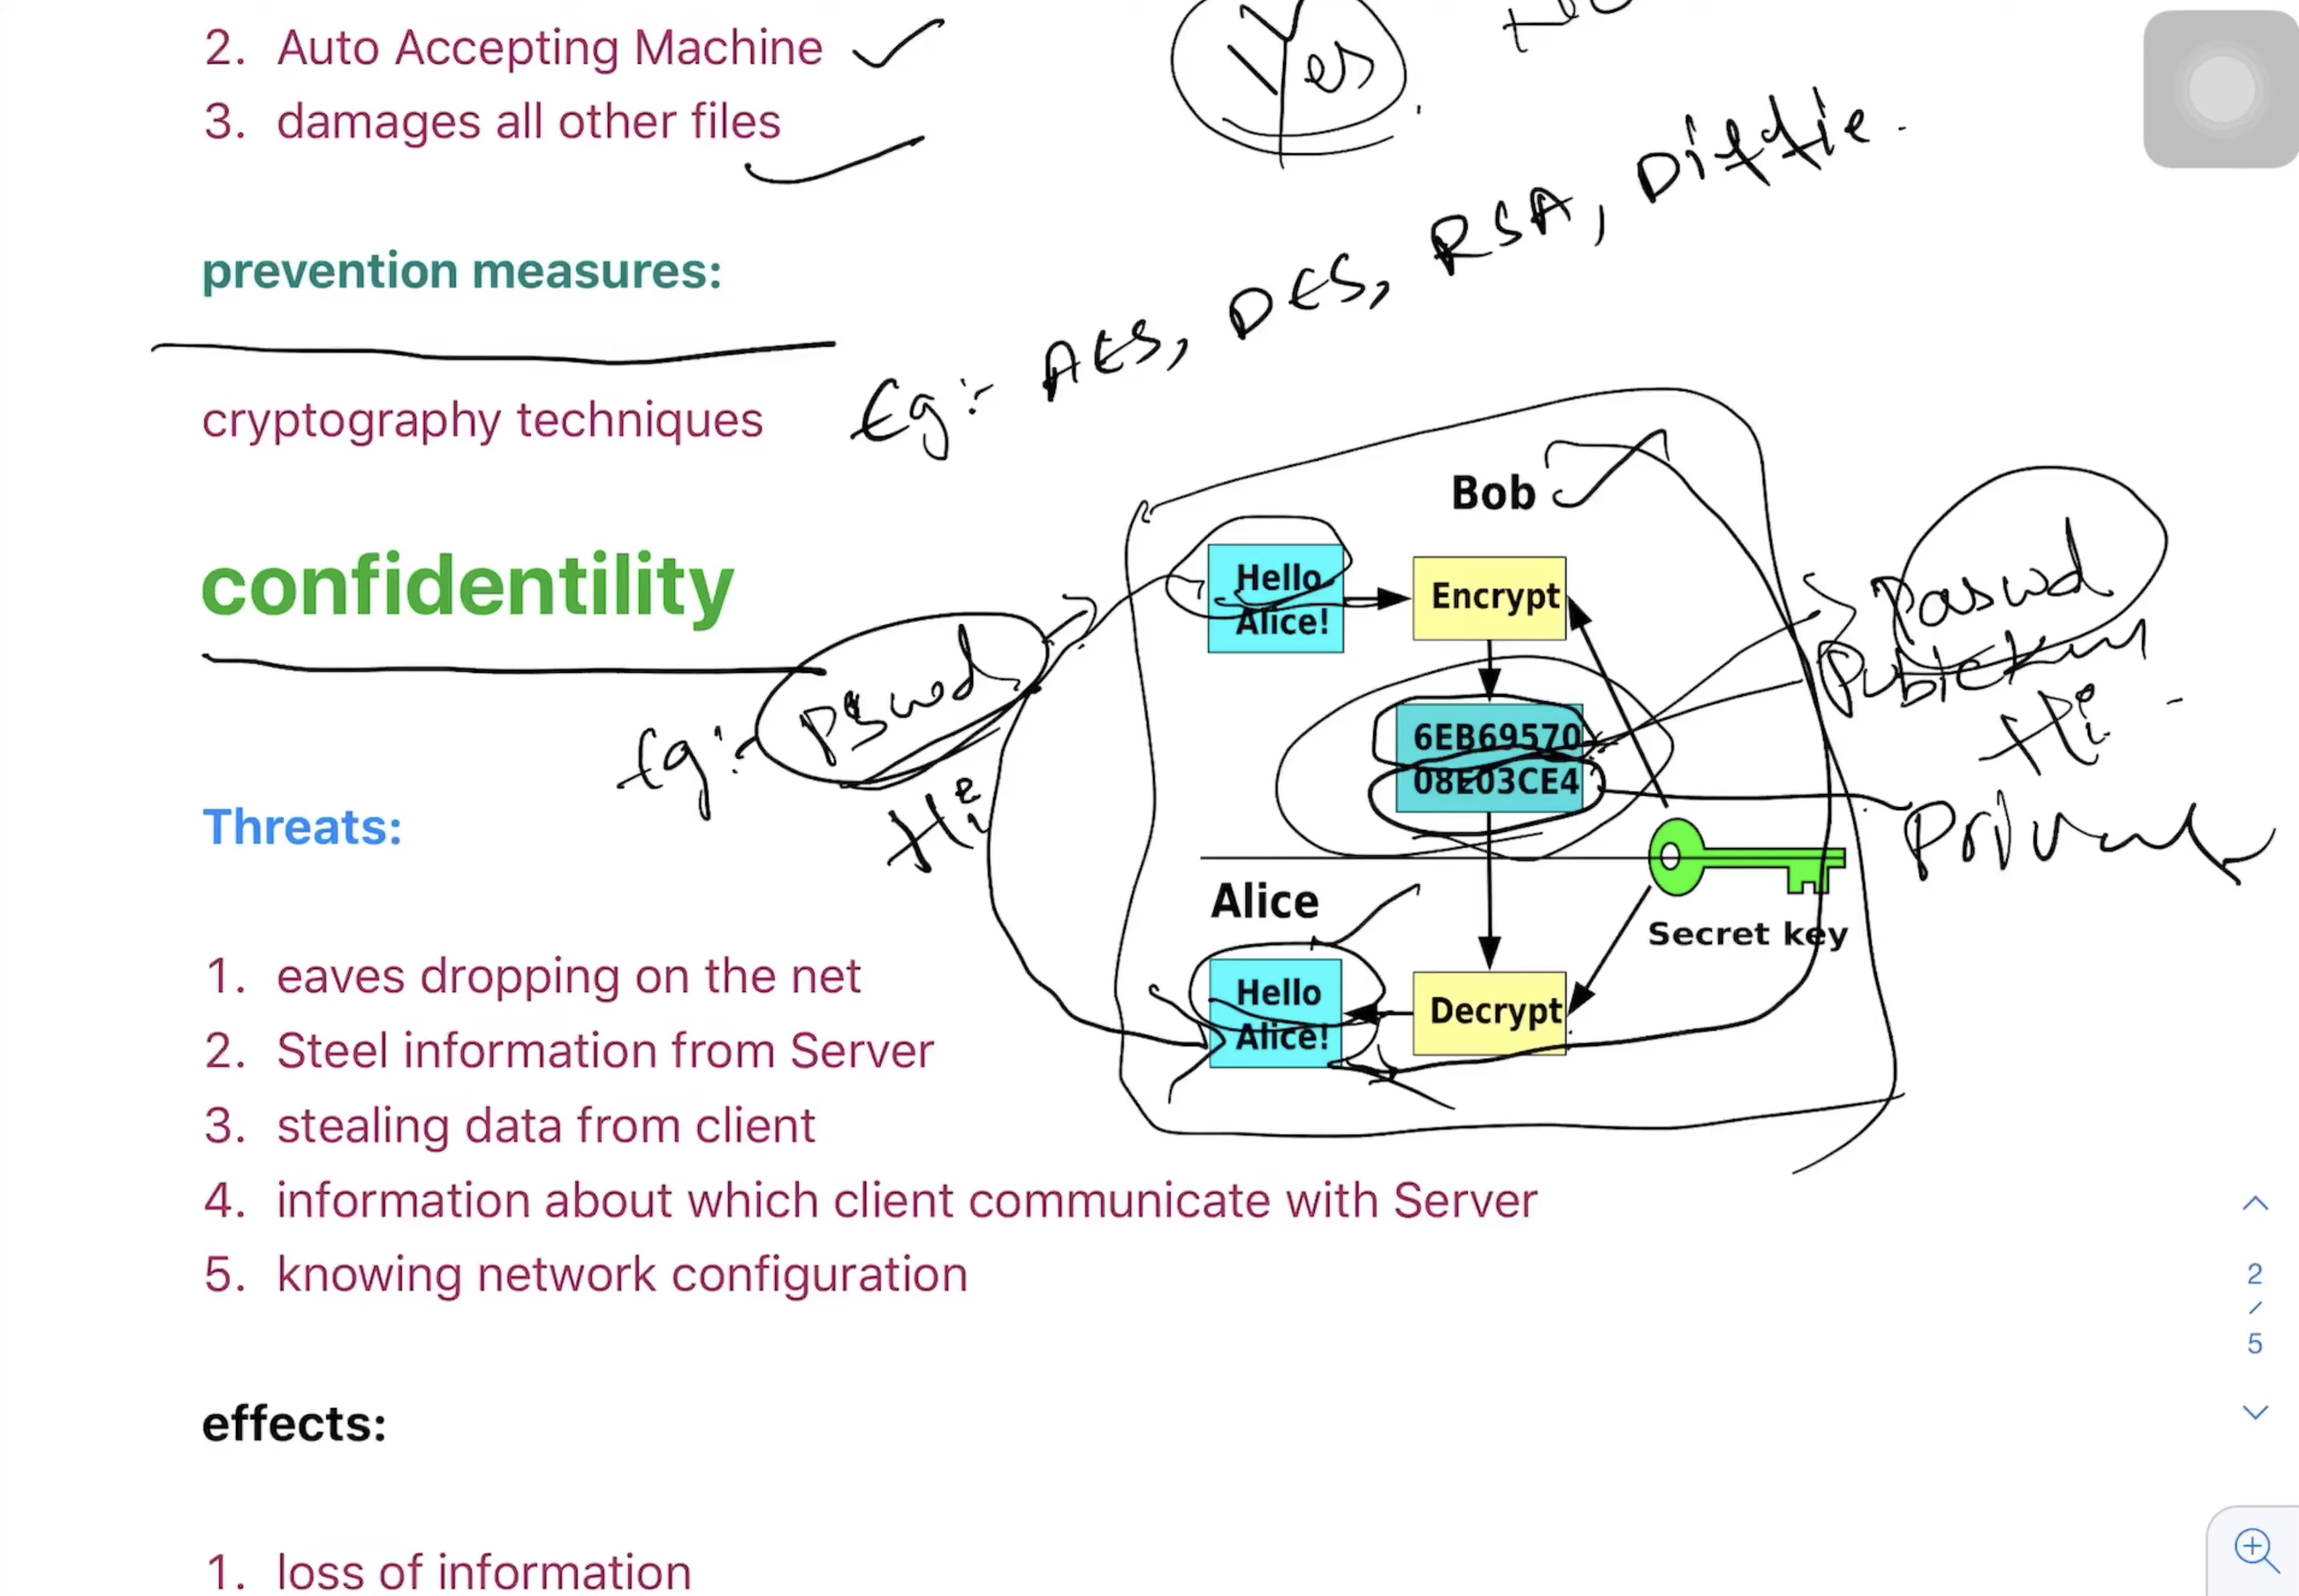 2. Auto Accepting Machine
Yes
3. damages all other files
prevention measures:
Eg:- AES, DES, RSA, Diffie.
cryptography techniques
Bob
confidentility
Hello
Alice!
Encrypt
Paswd
Eg:- Pswd
Hi
6EB69570
08E03CE4
Hi
Threats:
Private
Alice
Secret key
1. eaves dropping on the net
Hello
Alice!
Decrypt
2. Steel information from Server
3. stealing data from client
4. information about which client communicate with Server
5. knowing network configuration
2
/
5
effects:
1. loss of information